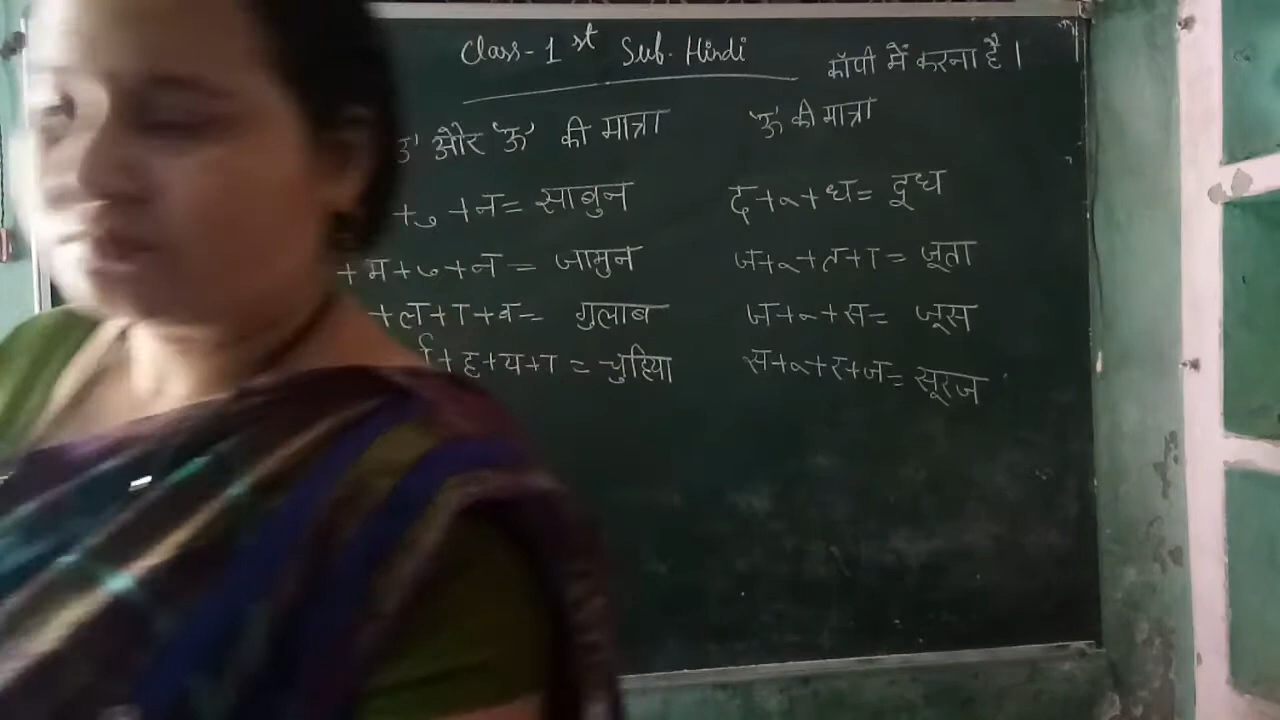 Class-1st Sub. Hindi
कॉपी में करना है।
उ' और 'ऊ' की मात्रा
'ऊ' की मात्रा
+ ु + न = साबुन
द + ू + ध = दूध
+ म + ु + न = जामुन
ज + ू + त + ा = जूता
+ ल + ा + ब = गुलाब
ज + ू + स = जूस
ि + ह + य + ा = चुहिया
स + ू + र + ज = सूरज